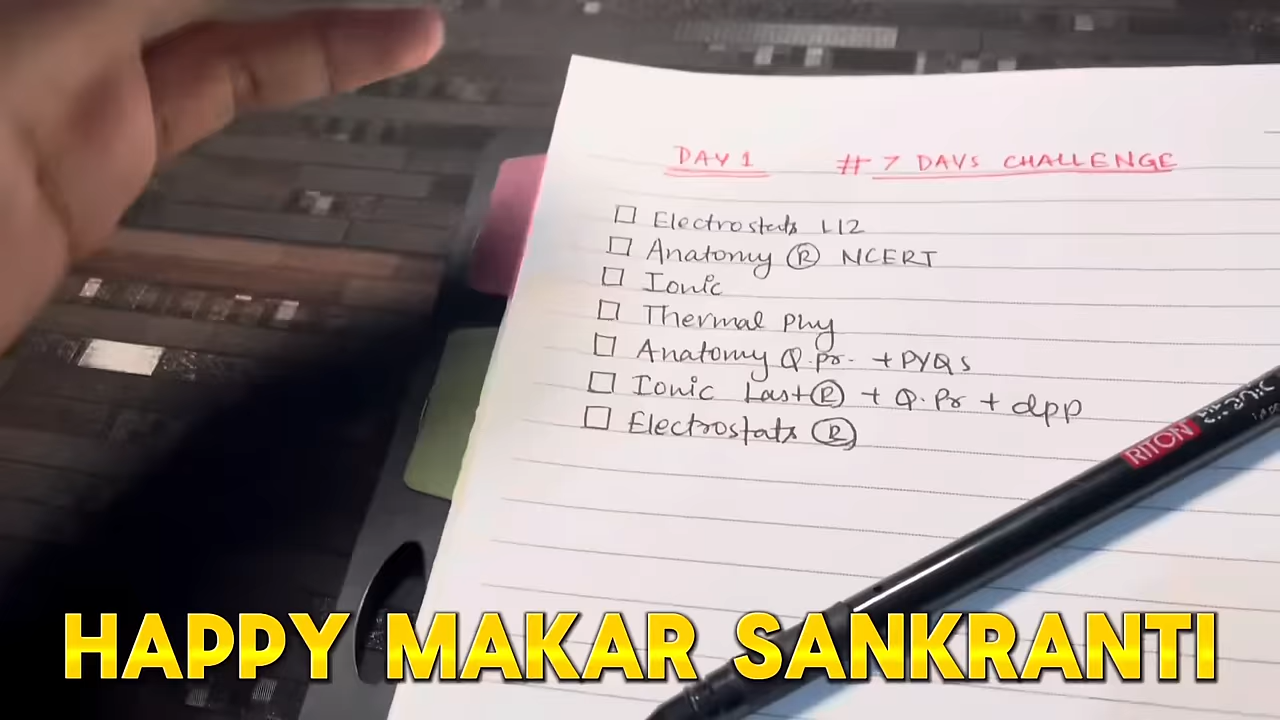 DAY 1 # 7 DAYS CHALLENGE
☐ Electrostats L12
☐ Anatomy Ⓡ NCERT
☐ Ionic
☐ Thermal Phy
☐ Anatomy Q.pr. + PYQs
☐ Ionic Last Ⓡ + Q.Pr + dpp
☐ Electrostats Ⓡ
RITON
HAPPY MAKAR SANKRANTI